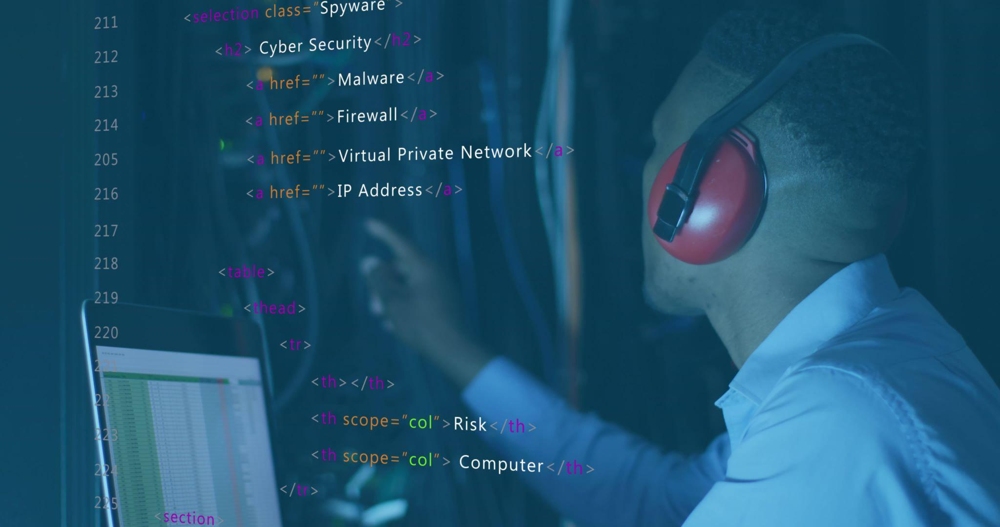 211 <selection class="Spyware">
212 <h2> Cyber Security</h2>
213 <a href="">Malware</a>
214 <a href="">Firewall</a>
205 <a href="">Virtual Private Network</a>
216 <a href="">IP Address</a>
217
218 <table>
219 <thead>
220 <tr>
221 <th></th>
22
223 <th scope="col">Risk</th>
224 <th scope="col"> Computer</th>
225 </tr>
<section>